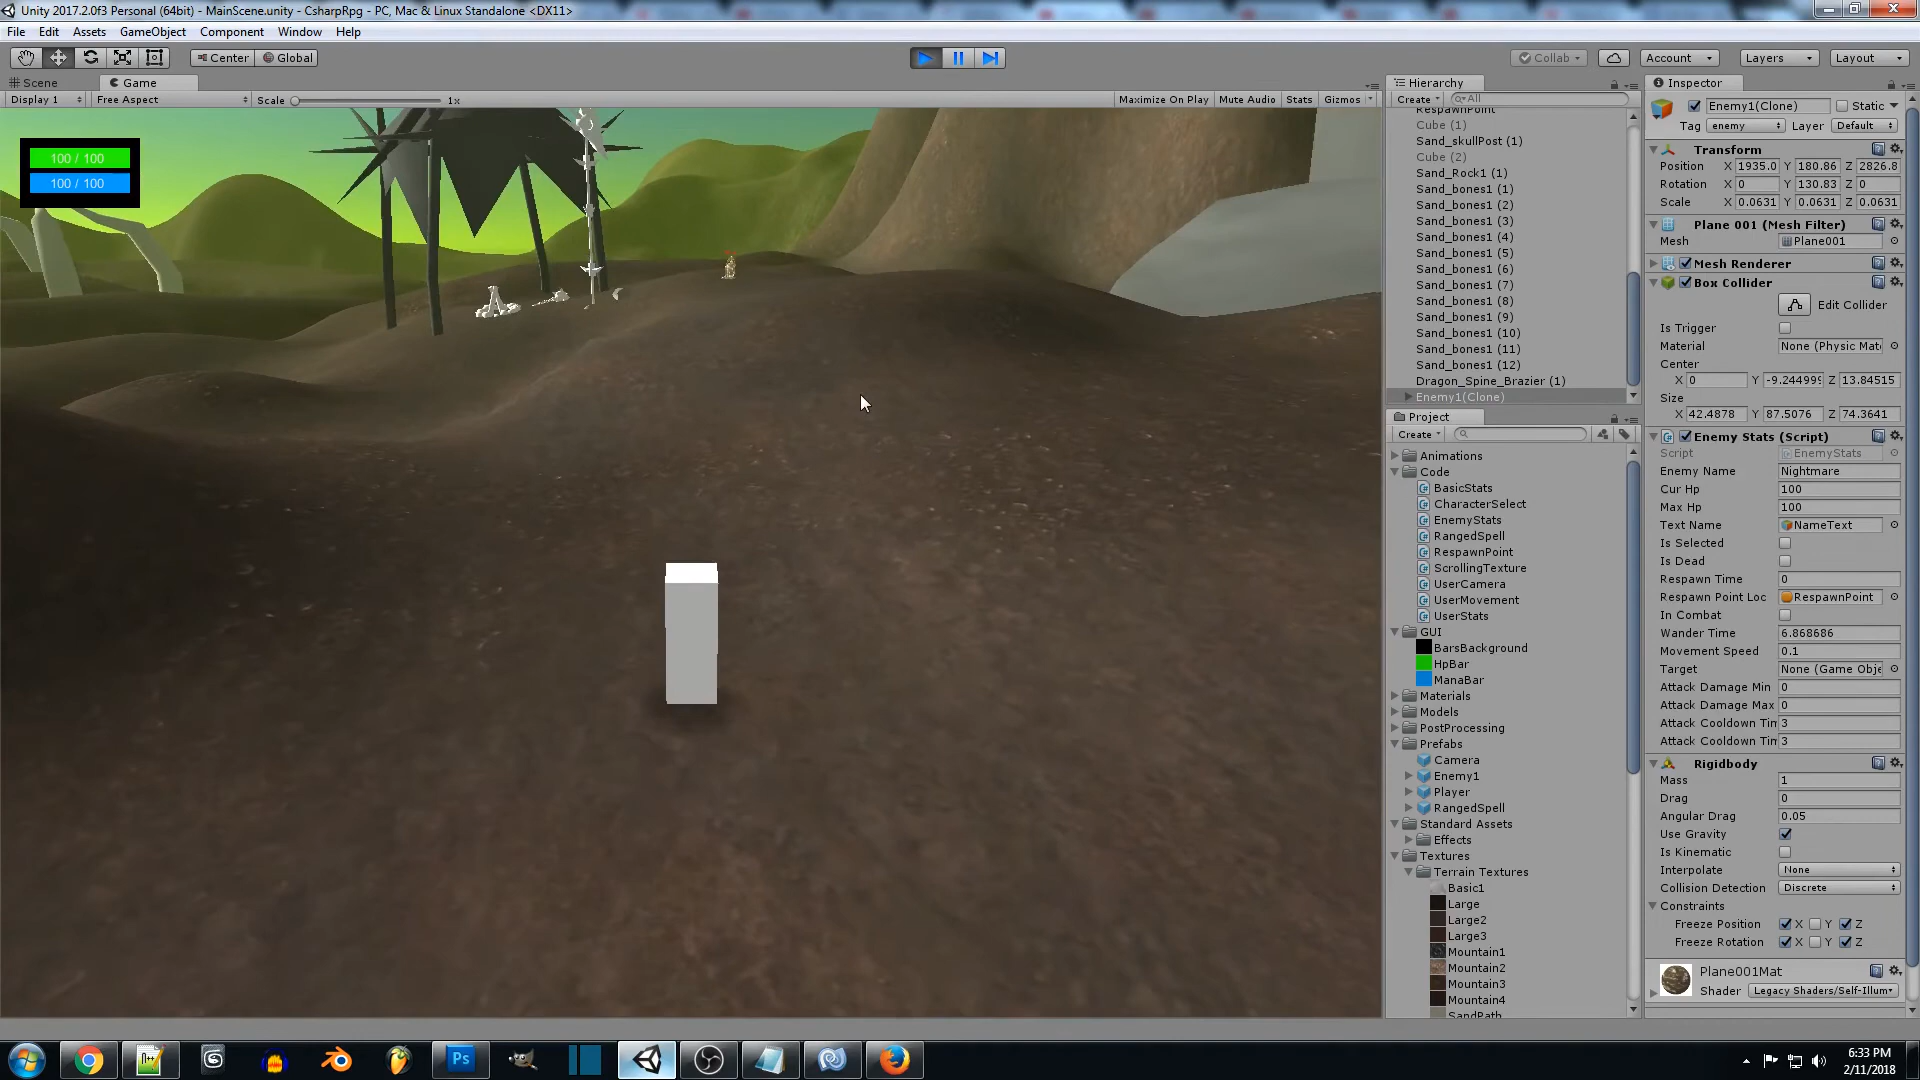 Unity 2017.2.0f3 Personal (64bit) - MainScene.unity - CsharpRpg - PC, Mac & Linux Standalone <DX11>
File Edit Assets GameObject Component Window Help
Center Global Collab Account Layers Layout
Scene Game
Display 1 Free Aspect Scale 1x Maximize On Play Mute Audio Stats Gizmos
100 / 100
100 / 100
Hierarchy
Create All
RespawnPoint
Cube (1)
Sand_skullPost (1)
Cube (2)
Sand_Rock1 (1)
Sand_bones1 (1)
Sand_bones1 (2)
Sand_bones1 (3)
Sand_bones1 (4)
Sand_bones1 (5)
Sand_bones1 (6)
Sand_bones1 (7)
Sand_bones1 (8)
Sand_bones1 (9)
Sand_bones1 (10)
Sand_bones1 (11)
Sand_bones1 (12)
Dragon_Spine_Brazier (1)
Enemy1(Clone)
Project
Create
Animations
Code
BasicStats
CharacterSelect
EnemyStats
RangedSpell
RespawnPoint
ScrollingTexture
UserCamera
UserMovement
UserStats
GUI
BarsBackground
HpBar
ManaBar
Materials
Models
PostProcessing
Prefabs
Camera
Enemy1
Player
RangedSpell
Standard Assets
Effects
Textures
Terrain Textures
Basic1
Large
Large2
Large3
Mountain1
Mountain2
Mountain3
Mountain4
SandPath
Inspector
Enemy1(Clone) Static
Tag enemy Layer Default
Transform
Position X 1935.0 Y 180.86 Z 2826.8
Rotation X 0 Y 130.83 Z 0
Scale X 0.0631 Y 0.0631 Z 0.0631
Plane 001 (Mesh Filter)
Mesh Plane001
Mesh Renderer
Box Collider
Edit Collider
Is Trigger
Material None (Physic Mat
Center
X 0 Y -9.244999 Z 13.84515
Size
X 42.4878 Y 87.5076 Z 74.3641
Enemy Stats (Script)
Script EnemyStats
Enemy Name Nightmare
Cur Hp 100
Max Hp 100
Text Name NameText
Is Selected
Is Dead
Respawn Time 0
Respawn Point Loc RespawnPoint
In Combat
Wander Time 6.868686
Movement Speed 0.1
Target None (Game Obje
Attack Damage Min 0
Attack Damage Max 0
Attack Cooldown Tim 3
Attack Cooldown Tim 3
Rigidbody
Mass 1
Drag 0
Angular Drag 0.05
Use Gravity
Is Kinematic
Interpolate None
Collision Detection Discrete
Constraints
Freeze Position X Y Z
Freeze Rotation X Y Z
Plane001Mat
Shader Legacy Shaders/Self-Illum
Ps
6:33 PM
2/11/2018